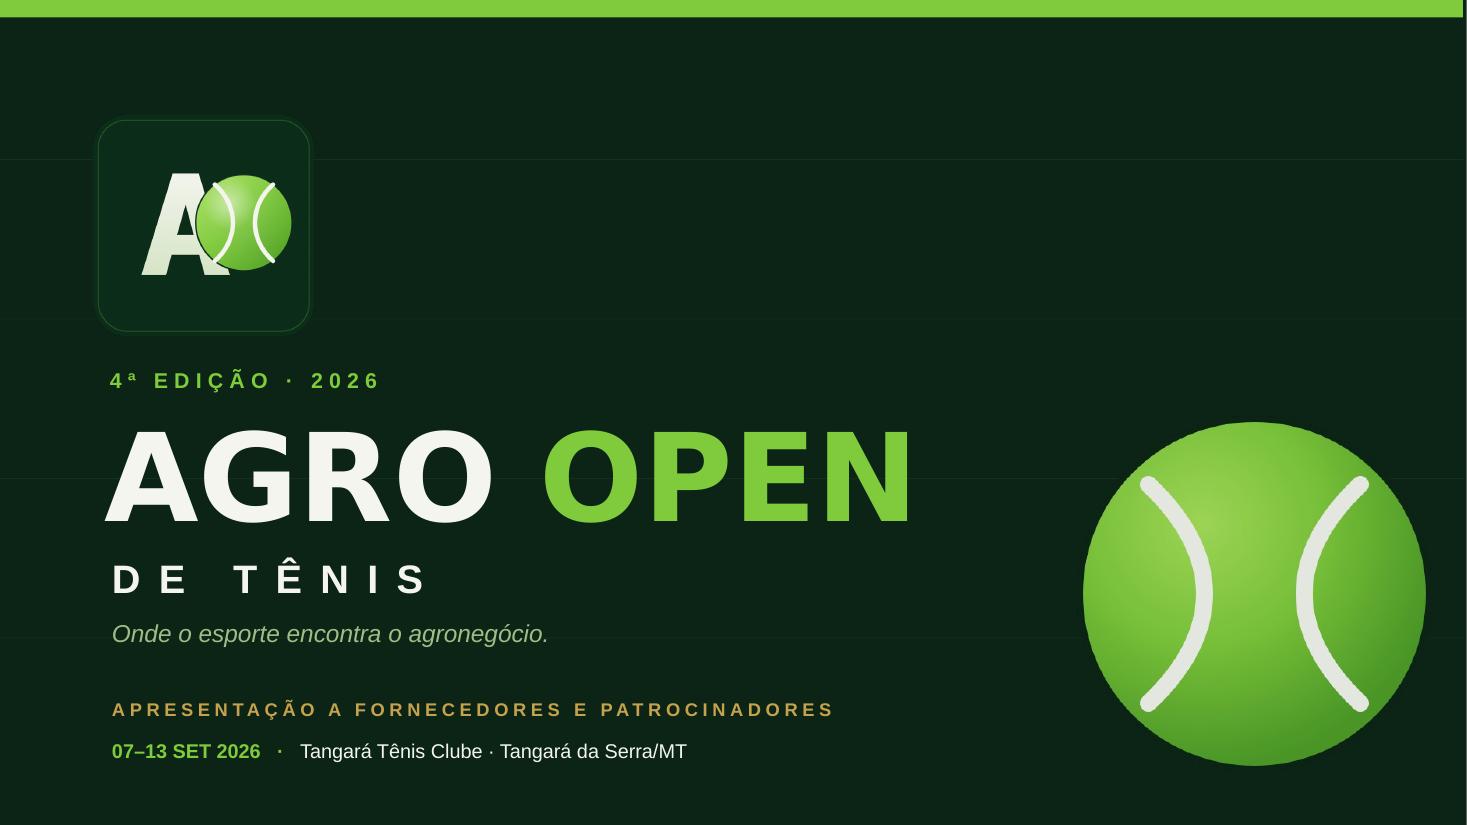 A
4ª EDIÇÃO · 2026
AGRO OPEN
DE TÊNIS
Onde o esporte encontra o agronegócio.
APRESENTAÇÃO A FORNECEDORES E PATROCINADORES
07–13 SET 2026 · Tangará Tênis Clube · Tangará da Serra/MT